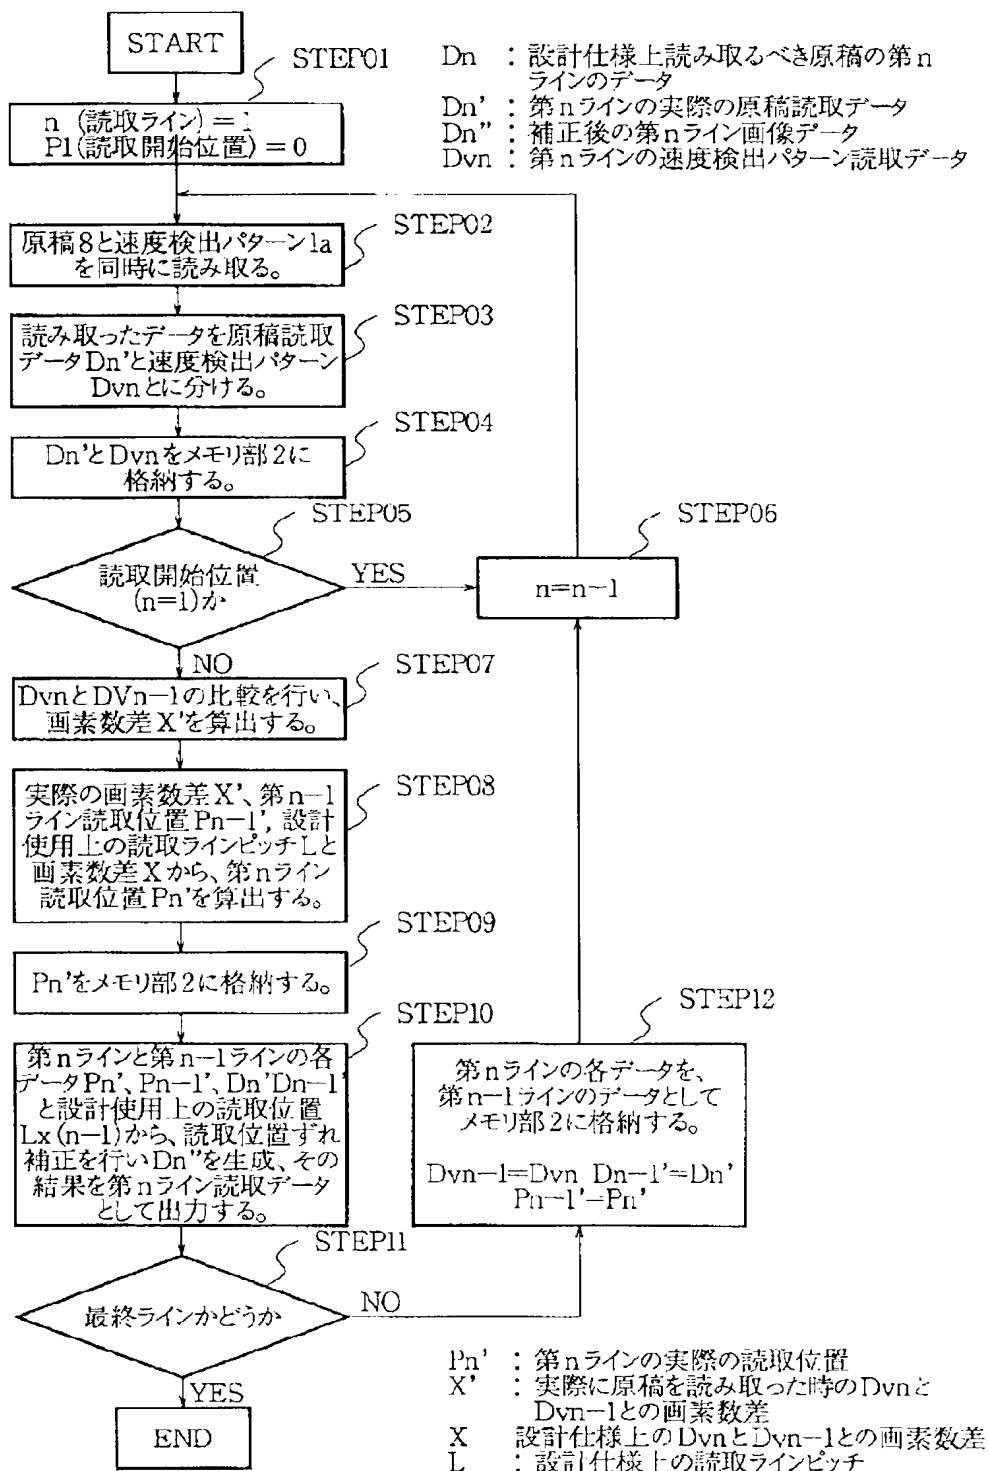 START
STEP01
n (読取ライン)=1
P1(読取開始位置)=0
Dn : 設計仕様上読み取るべき原稿の第n
ラインのデータ
Dn' : 第nラインの実際の原稿読取データ
Dn" : 補正後の第nライン画像データ
Dvn : 第nラインの速度検出パターン読取データ
STEP02
原稿8と速度検出パターン1a
を同時に読み取る。
STEP03
読み取ったデータを原稿読取
データDn'と速度検出パターン
Dvnとに分ける。
STEP04
Dn'とDvnをメモリ部2に
格納する。
STEP05
読取開始位置
(n=1)か
YES
NO
STEP06
n=n-1
STEP07
DvnとDVn-1の比較を行い、
画素数差X'を算出する。
STEP08
実際の画素数差X'、第n-1
ライン読取位置Pn-1', 設計
使用上の読取ラインピッチLと
画素数差Xから、第nライン
読取位置Pn'を算出する。
STEP09
Pn'をメモリ部2に格納する。
STEP10
第nラインと第n-1ラインの各
データPn'、Pn-1'、Dn'Dn-1'
と設計使用上の読取位置
Lx(n-1)から、読取位置ずれ
補正を行いDn"を生成、その
結果を第nライン読取データ
として出力する。
STEP12
第nラインの各データを、
第n-1ラインのデータとして
メモリ部2に格納する。
Dvn-1=Dvn Dn-1'=Dn'
Pn-1'=Pn'
STEP11
最終ラインかどうか
NO
YES
END
Pn' : 第nラインの実際の読取位置
X' : 実際に原稿を読み取った時のDvnと
Dvn-1との画素数差
X 設計仕様上のDvnとDvn-1との画素数差
L : 設計仕様上の読取ラインピッチ